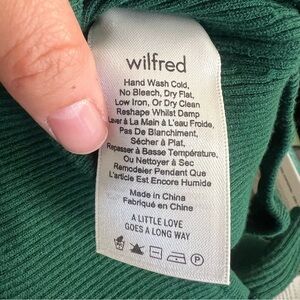 wilfred
Hand Wash Cold,
No Bleach, Dry Flat,
Low Iron, Or Dry Clean
Reshape Whilst Damp
Laver à La Main à L'eau Froide,
Pas De Blanchiment,
Sécher à Plat,
Repasser à Basse Température,
Ou Nettoyer à Sec
Remodeler Pendant Que
L'article Est Encore Humide
Made in China
Fabriqué en Chine
A LITTLE LOVE
GOES A LONG WAY
P